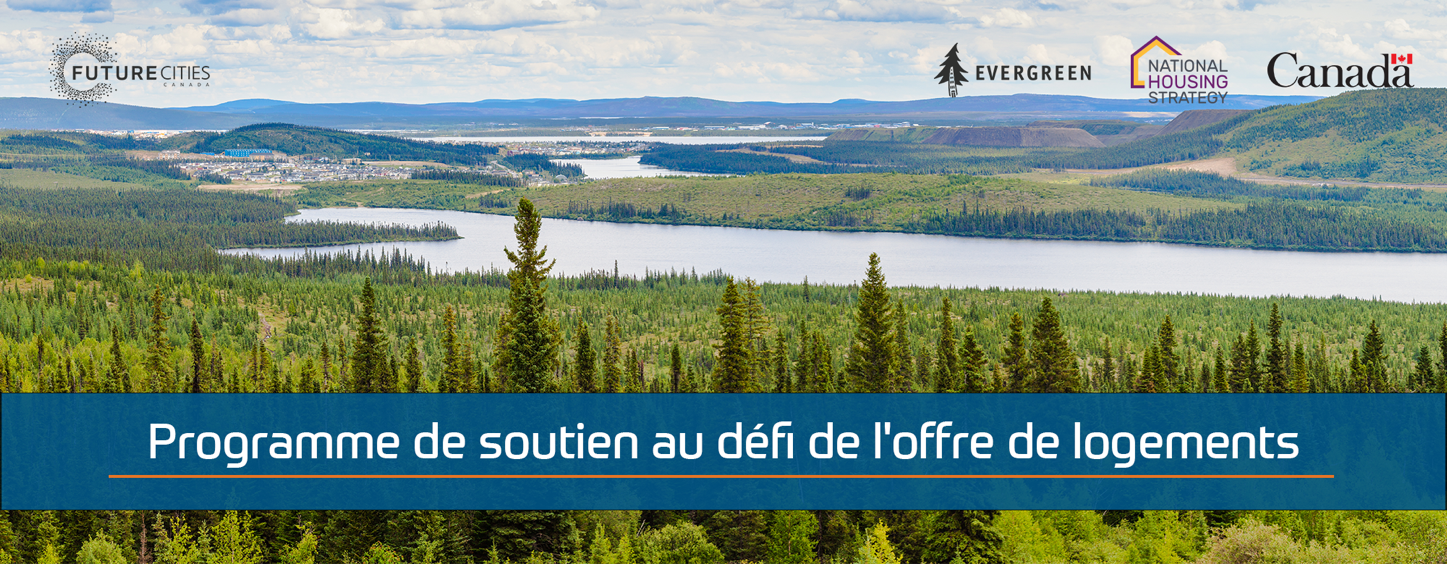 FUTURE CITIES
CANADA
EVERGREEN
NATIONAL
HOUSING
STRATEGY
Canada
Programme de soutien au défi de l'offre de logements